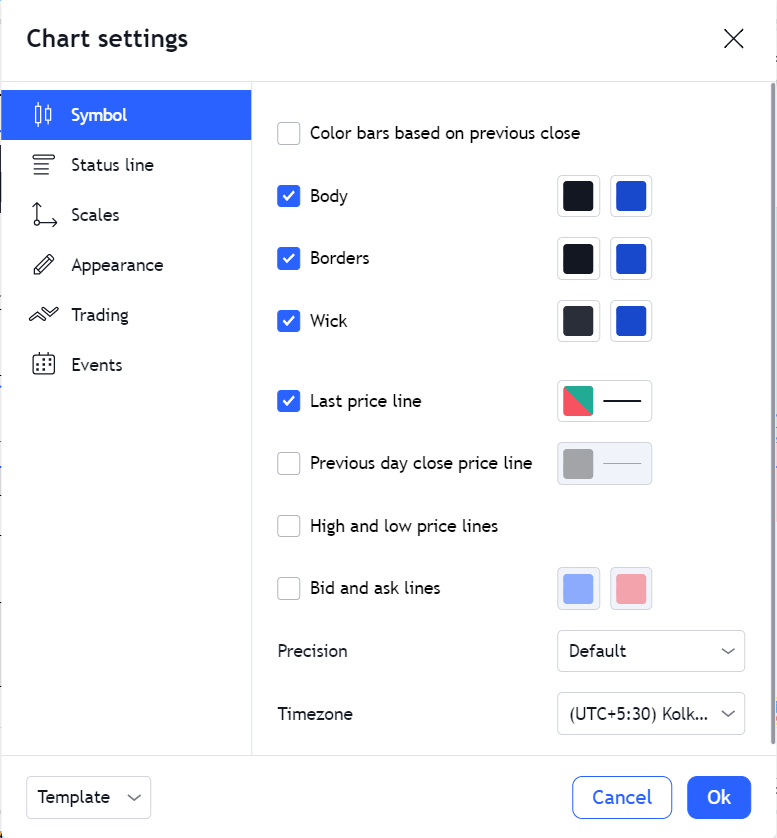 Chart settings
Symbol
Status line
Scales
Appearance
Trading
Events
Color bars based on previous close
Body
Borders
Wick
Last price line
Previous day close price line
High and low price lines
Bid and ask lines
Precision
Default
Timezone
(UTC+5:30) Kolk...
Template
Cancel
Ok